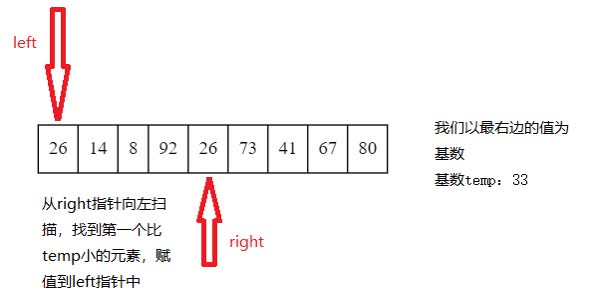 left
26 14 8 92 26 73 41 67 80
我们以最右边的值为
基数
基数temp：33
从right指针向左扫
描，找到第一个比
temp小的元素，赋
值到left指针中
right